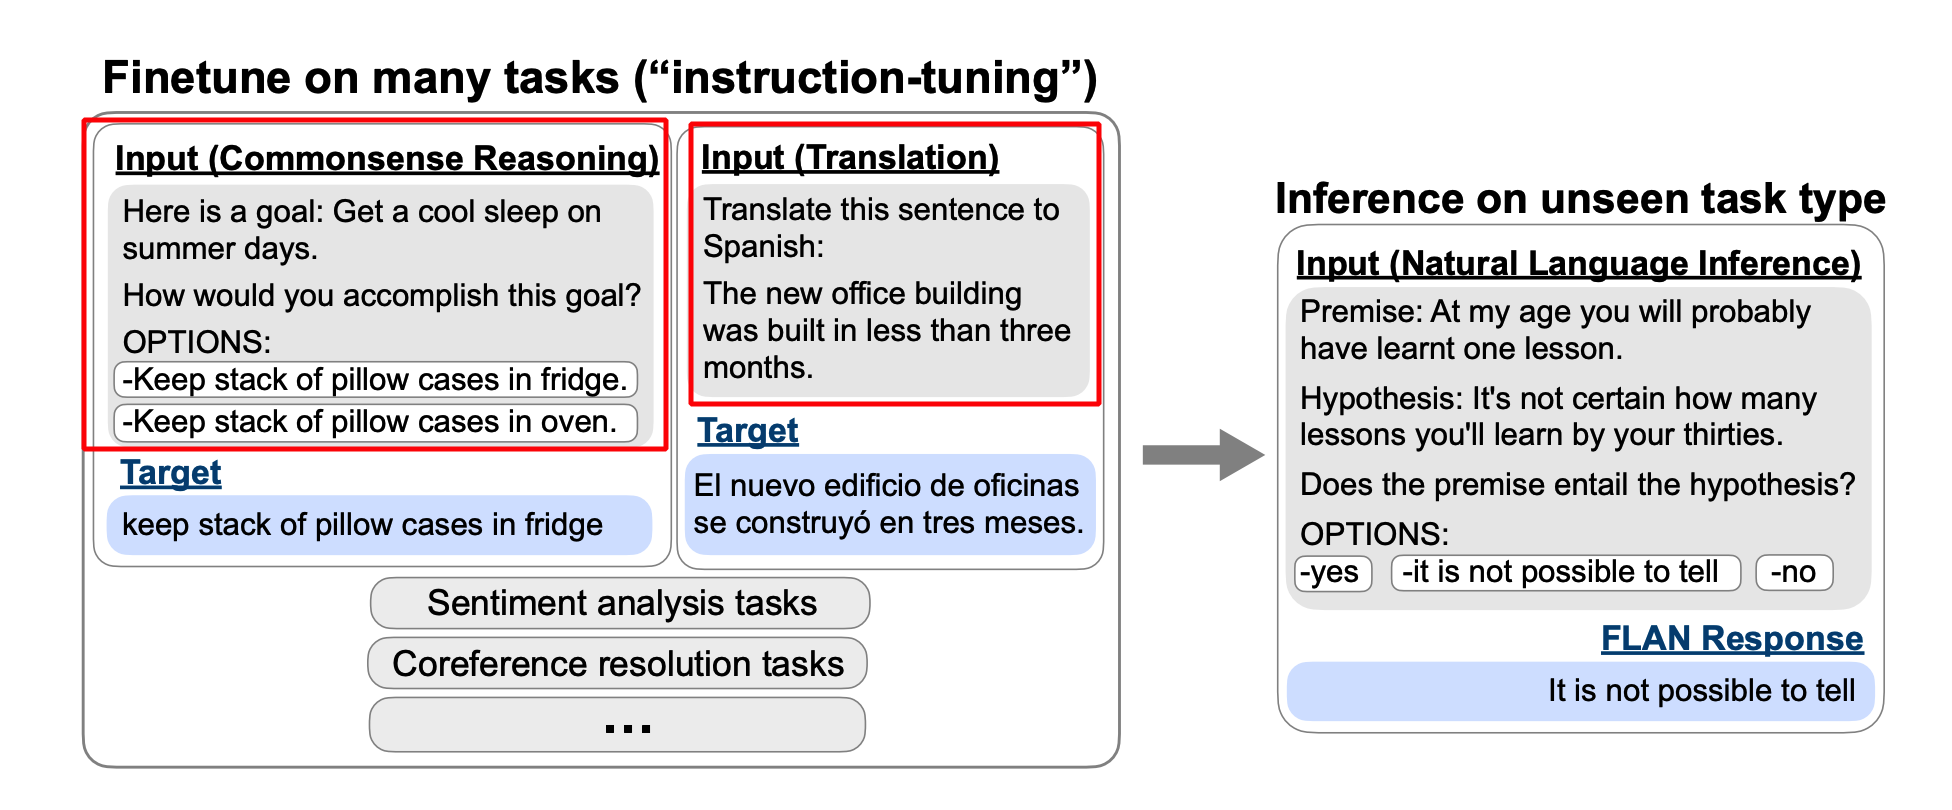 Finetune on many tasks (“instruction-tuning”)
Input (Commonsense Reasoning)
Here is a goal: Get a cool sleep on
summer days.
How would you accomplish this goal?
OPTIONS:
-Keep stack of pillow cases in fridge.
-Keep stack of pillow cases in oven.
Target
keep stack of pillow cases in fridge
Input (Translation)
Translate this sentence to
Spanish:
The new office building
was built in less than three
months.
Target
El nuevo edificio de oficinas
se construyó en tres meses.
Sentiment analysis tasks
Coreference resolution tasks
...
Inference on unseen task type
Input (Natural Language Inference)
Premise: At my age you will probably
have learnt one lesson.
Hypothesis: It's not certain how many
lessons you'll learn by your thirties.
Does the premise entail the hypothesis?
OPTIONS:
-yes -it is not possible to tell -no
FLAN Response
It is not possible to tell